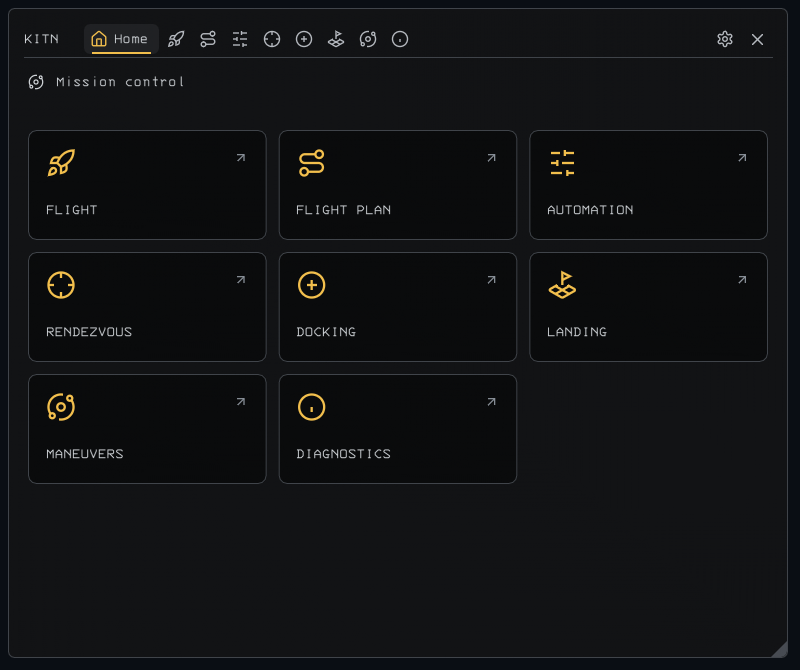 KITN Home
Mission control
FLIGHT FLIGHT PLAN AUTOMATION
RENDEZVOUS DOCKING LANDING
MANEUVERS DIAGNOSTICS